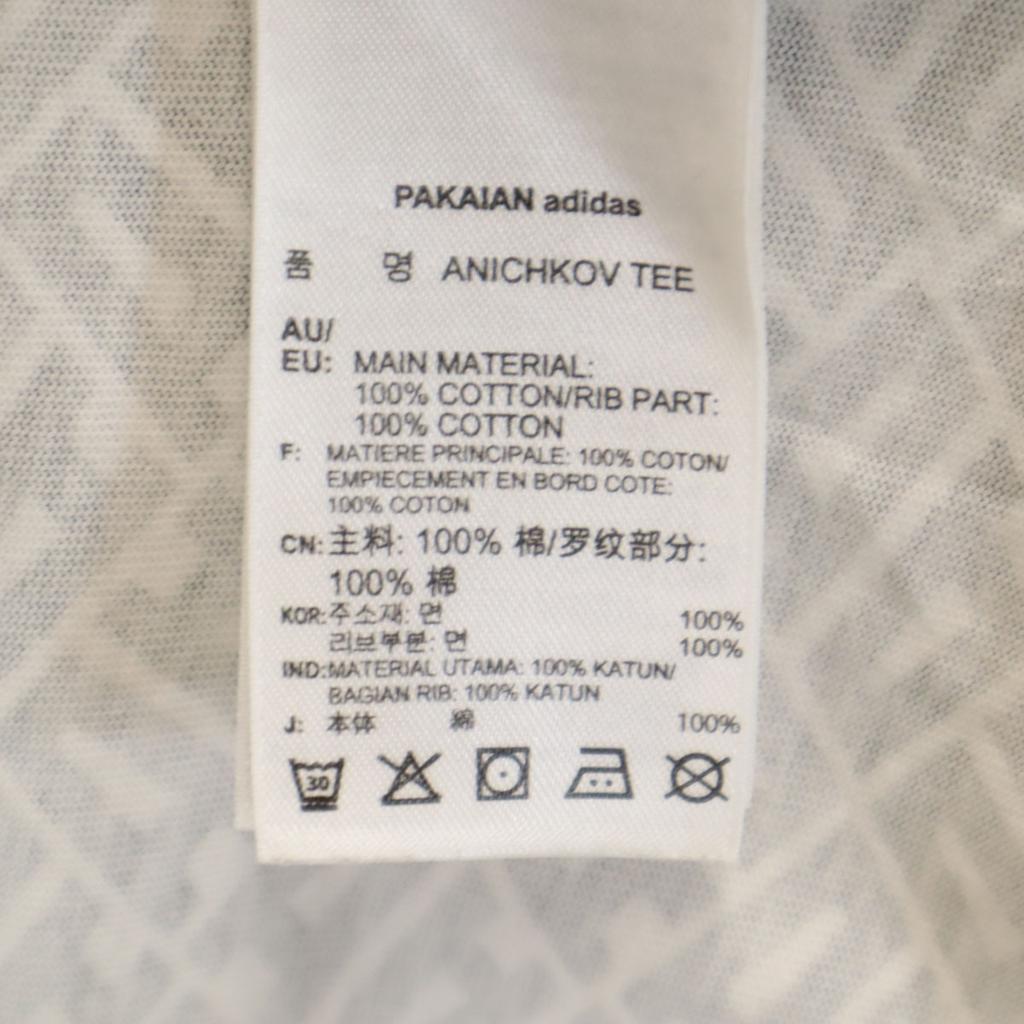 PAKAIAN adidas
품 명 ANICHKOV TEE
AU/
EU: MAIN MATERIAL:
100% COTTON/RIB PART:
100% COTTON
F: MATIERE PRINCIPALE: 100% COTON/
EMPIECEMENT EN BORD COTE:
100% COTON
CN: 主料: 100% 棉/罗纹部分:
100% 棉
KOR: 주소재: 면 100%
리브부분: 면 100%
IND: MATERIAL UTAMA: 100% KATUN/
BAGIAN RIB: 100% KATUN
J: 本体 綿 100%
30